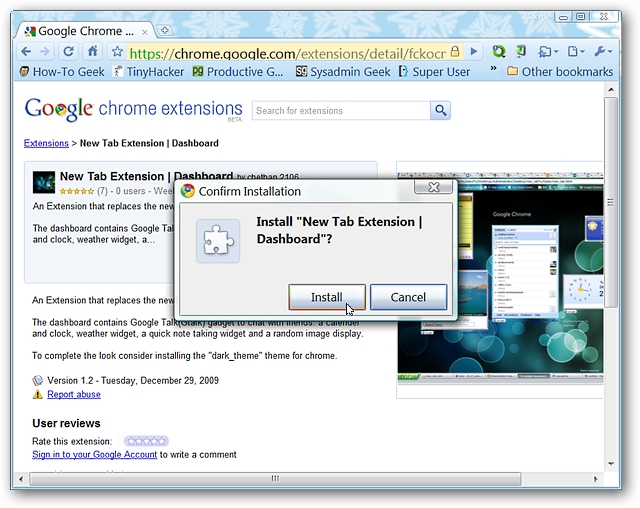 Google Chrome ...
https://chrome.google.com/extensions/detail/fckocr
How-To Geek
TinyHacker
Productive G...
Sysadmin Geek
Super User
»
Other bookmarks
Google chrome extensions
BETA
Search for extensions
Extensions > New Tab Extension | Dashboard
New Tab Extension | Dashboard by chethan 2106
(7) - 0 users - Wee
An Extension that replaces the new
The dashboard contains Google Tal
and clock, weather widget, a...
Confirm Installation
Install "New Tab Extension |
Dashboard"?
Install
Cancel
Google Chrome
An Extension that replaces the new
The dashboard contains Google Talk(Gtalk) gadget to chat with friends. a calender
and clock, weather widget, a quick note taking widget and a random image display.
To complete the look consider installing the "dark_theme" theme for chrome.
Version 1.2 - Tuesday, December 29, 2009
Report abuse
User reviews
Rate this extension:
Sign in to your Google Account to write a comment